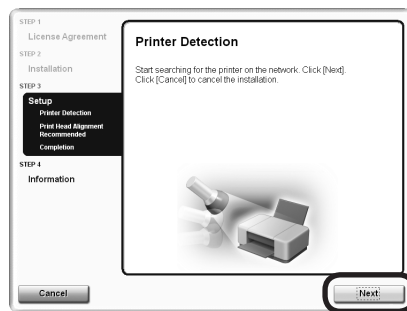 STEP 1
License Agreement
STEP 2
Installation
STEP 3
Setup
Printer Detection
Print Head Alignment
Recommended
Completion
STEP 4
Information
Printer Detection
Start searching for the printer on the network. Click [Next].
Click [Cancel] to cancel the installation.
Cancel
Next